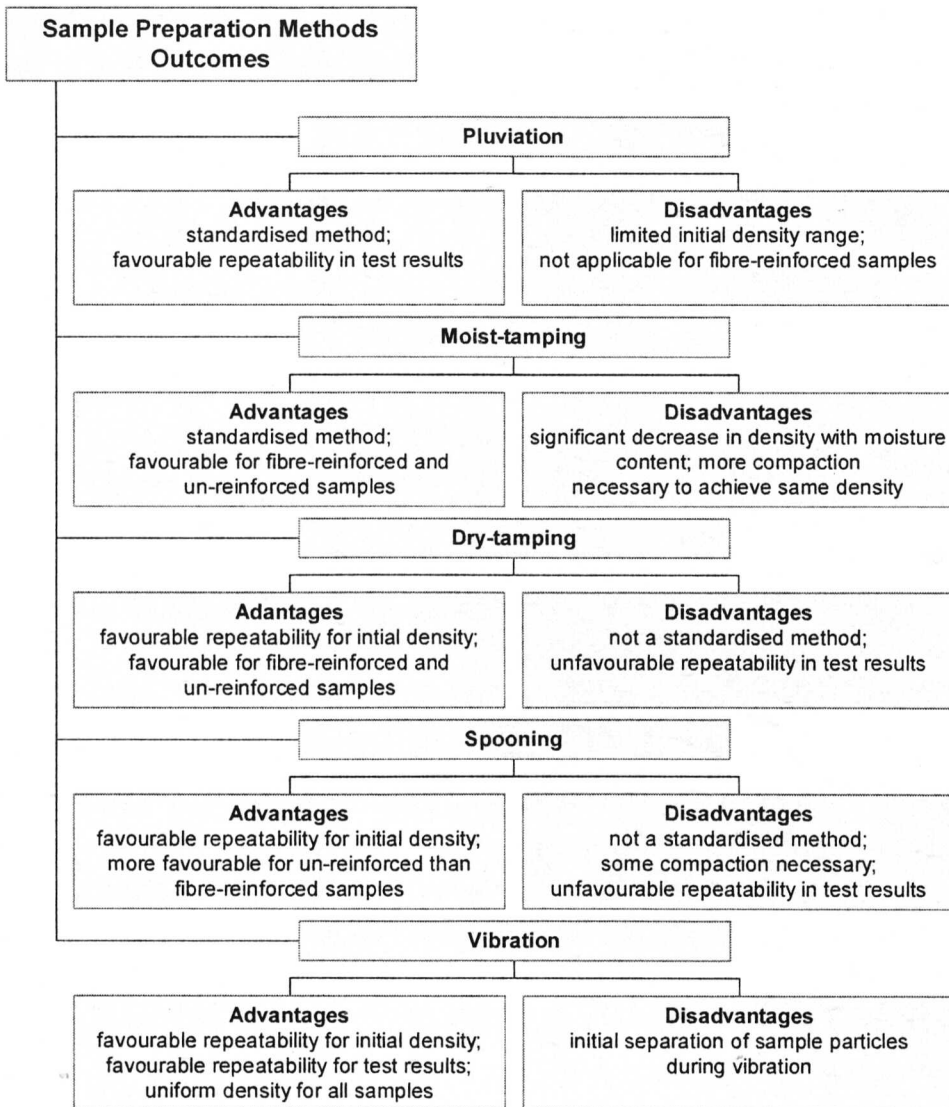 Sample Preparation Methods
Outcomes
Pluviation
Advantages
standardised method;
favourable repeatability in test results
Disadvantages
limited initial density range;
not applicable for fibre-reinforced samples
Moist-tamping
Advantages
standardised method;
favourable for fibre-reinforced and
un-reinforced samples
Disadvantages
significant decrease in density with moisture
content; more compaction
necessary to achieve same density
Dry-tamping
Adantages
favourable repeatability for intial density;
favourable for fibre-reinforced and
un-reinforced samples
Disadvantages
not a standardised method;
unfavourable repeatability in test results
Spooning
Advantages
favourable repeatability for initial density;
more favourable for un-reinforced than
fibre-reinforced samples
Disadvantages
not a standardised method;
some compaction necessary;
unfavourable repeatability in test results
Vibration
Advantages
favourable repeatability for initial density;
favourable repeatability for test results;
uniform density for all samples
Disadvantages
initial separation of sample particles
during vibration